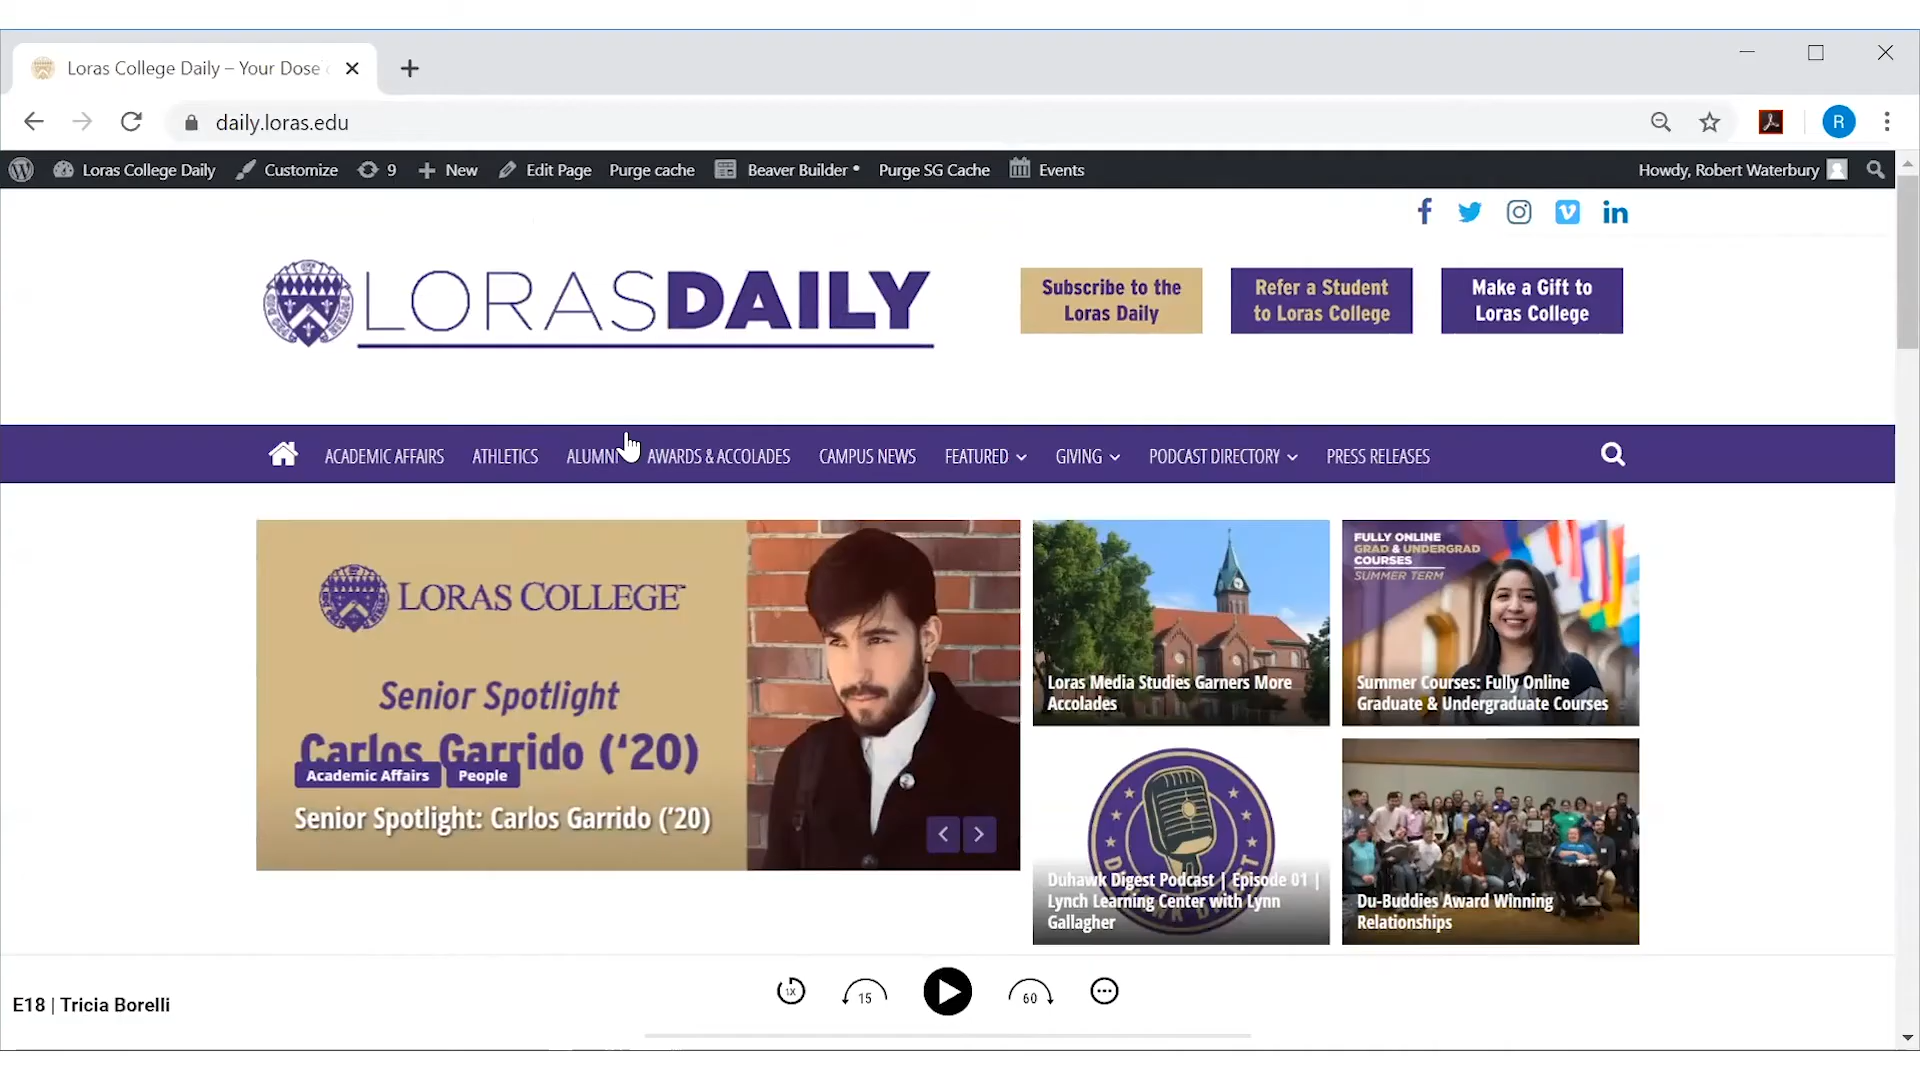 Loras College Daily – Your Dose
daily.loras.edu
Loras College Daily Customize 9 New Edit Page Purge cache Beaver Builder Purge SG Cache Events Howdy, Robert Waterbury
LORASDAILY
Subscribe to the
Loras Daily
Refer a Student
to Loras College
Make a Gift to
Loras College
ACADEMIC AFFAIRS ATHLETICS ALUMNI AWARDS & ACCOLADES CAMPUS NEWS FEATURED GIVING PODCAST DIRECTORY PRESS RELEASES
LORAS COLLEGE
Senior Spotlight
Carlos Garrido (‘20)
Academic Affairs People
Senior Spotlight: Carlos Garrido (’20)
Loras Media Studies Garners More
Accolades
FULLY ONLINE
GRAD & UNDERGRAD
COURSES
SUMMER TERM
Summer Courses: Fully Online
Graduate & Undergraduate Courses
Duhawk Digest Podcast | Episode 01 |
Lynch Learning Center with Lynn
Gallagher
Du-Buddies Award Winning
Relationships
E18 | Tricia Borelli
1X
15
60
R